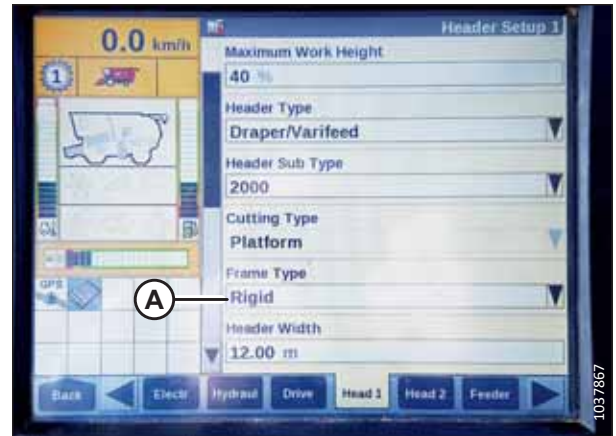 0.0 km/h
Header Setup 1
1
Maximum Work Height
40 %
Header Type
Draper/Varifeed
Header Sub Type
2000
Cutting Type
Platform
Frame Type
Rigid
Header Width
12.00 m
GPS
A
Back
Electr
Hydraul
Drive
Head 1
Head 2
Feeder
1037867